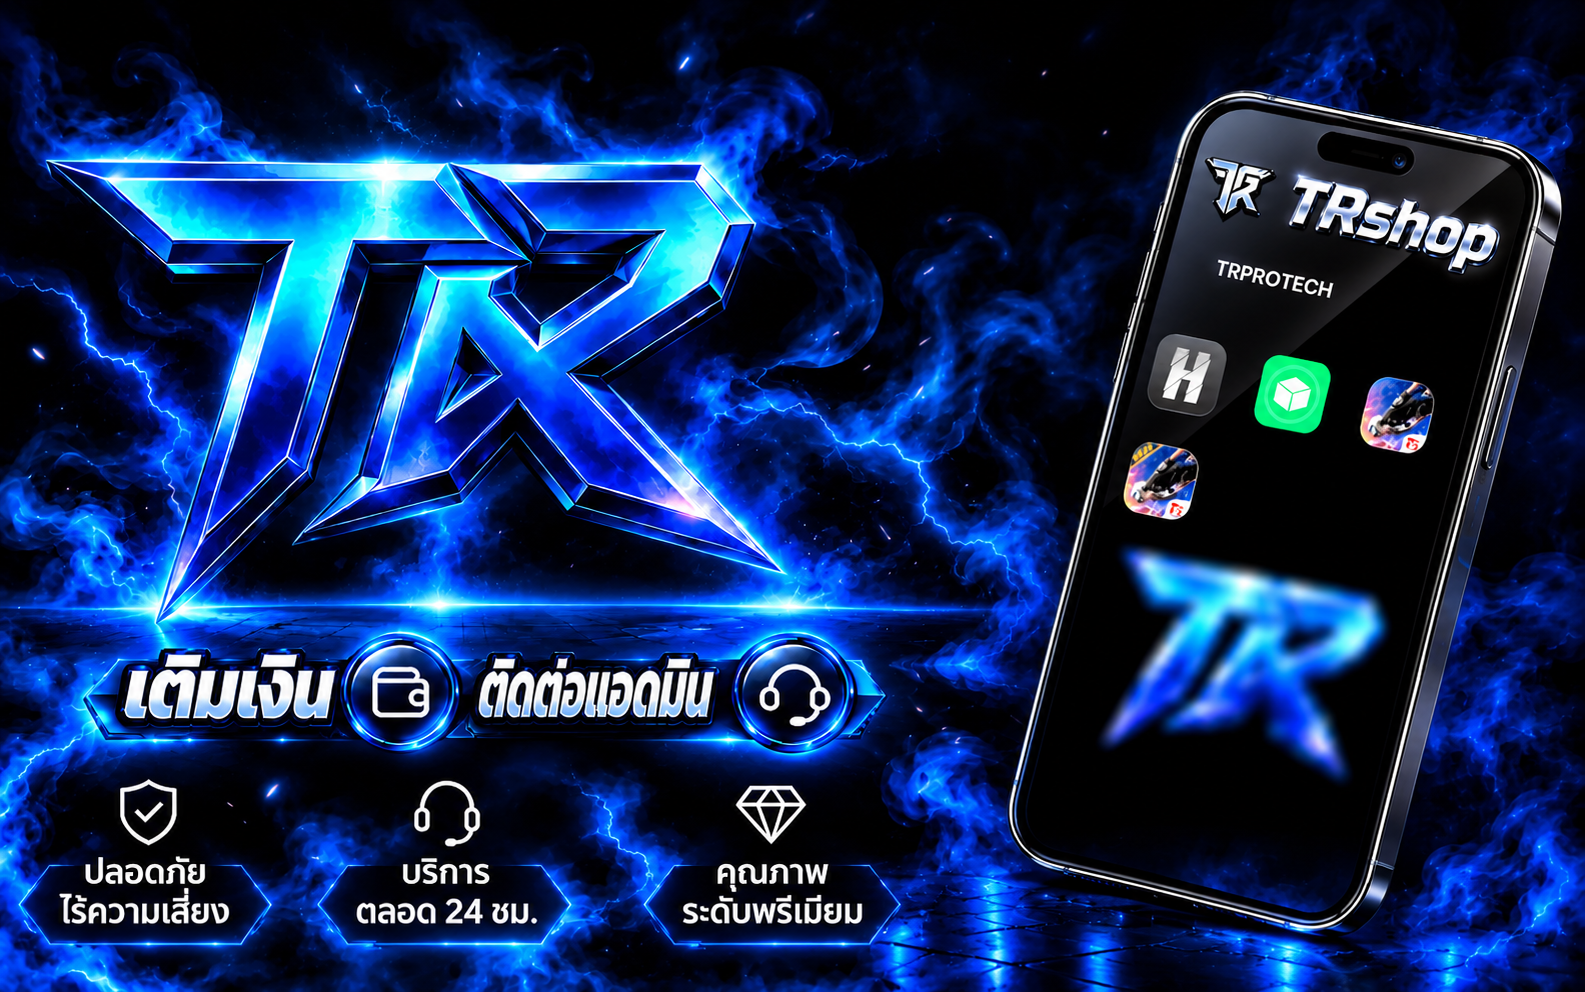 TR
TR TRshop
TRPROTECH
H
TR
เติมเงิน
ติดต่อแอดมิน
ปลอดภัย
ไร้ความเสี่ยง
บริการ
ตลอด 24 ชม.
คุณภาพ
ระดับพรีเมียม